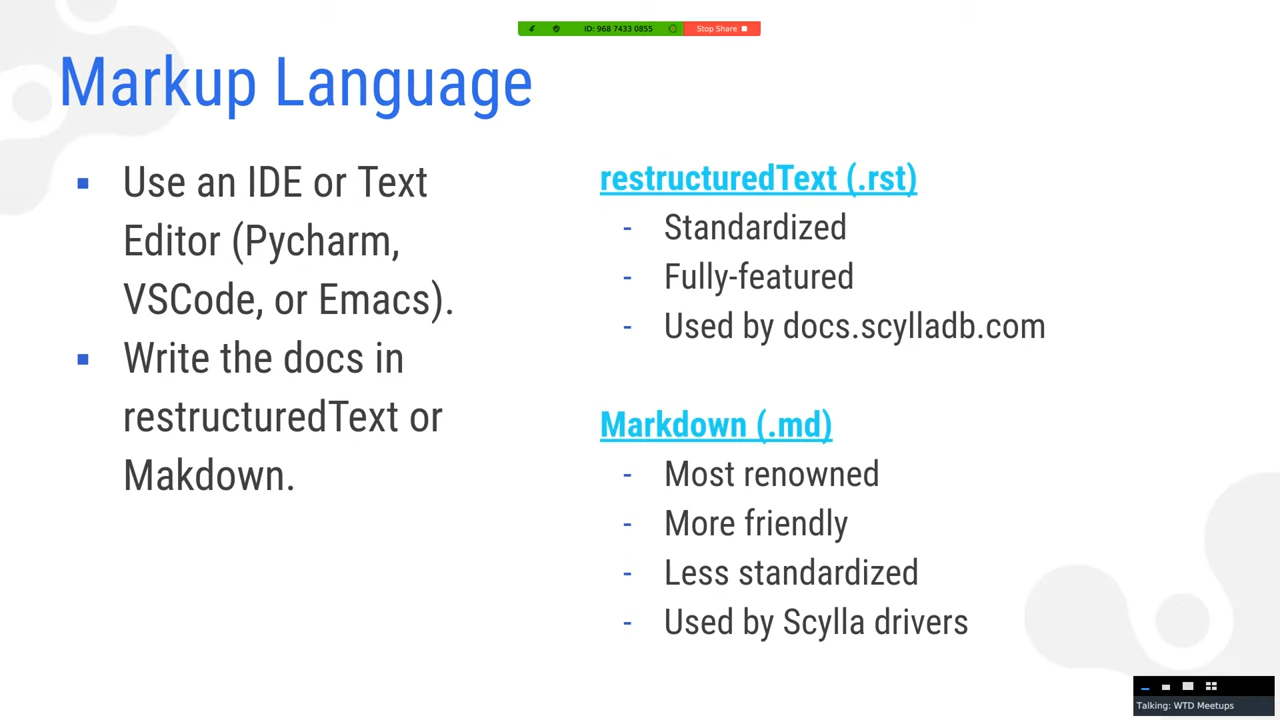 ID: 968 7433 0855 Stop Share
Markup Language
Use an IDE or Text
Editor (Pycharm,
VSCode, or Emacs).
Write the docs in
restructuredText or
Makdown.
restructuredText (.rst)
- Standardized
- Fully-featured
- Used by docs.scylladb.com
Markdown (.md)
- Most renowned
- More friendly
- Less standardized
- Used by Scylla drivers
Talking: WTD Meetups